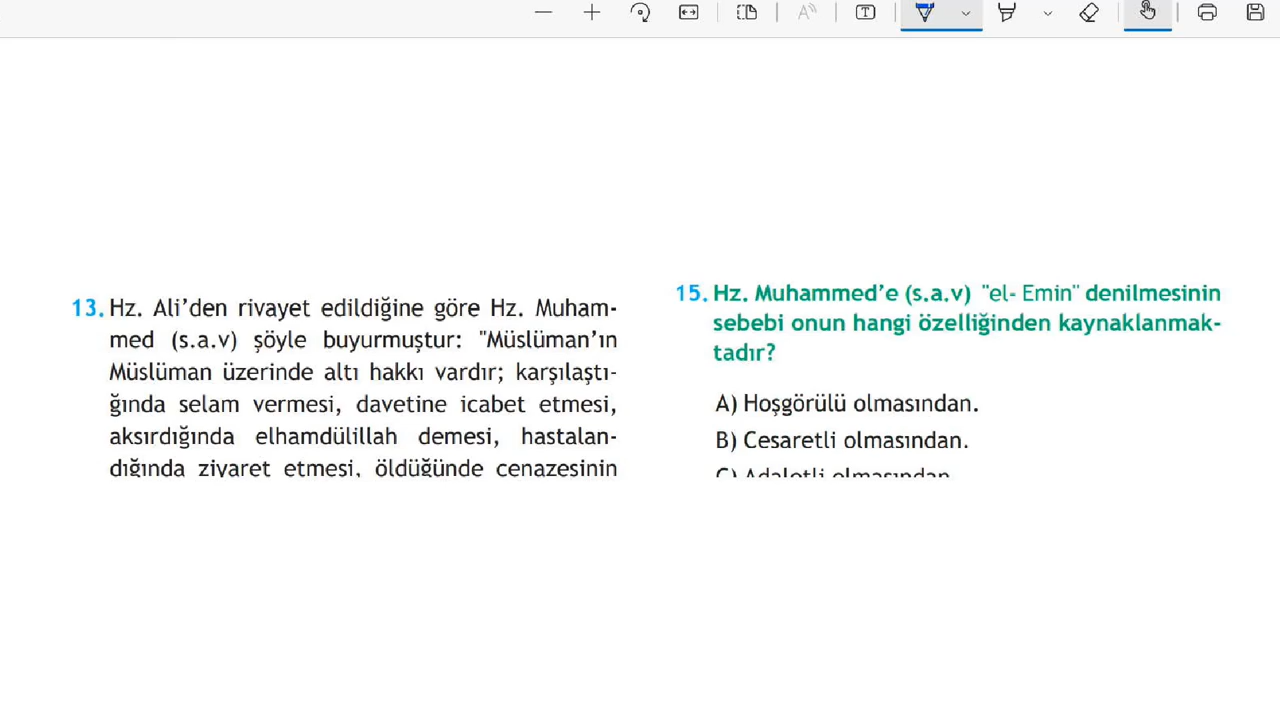 13. Hz. Ali’den rivayet edildiğine göre Hz. Muham-
med (s.a.v) şöyle buyurmuştur: "Müslüman’ın
Müslüman üzerinde altı hakkı vardır; karşılaştı-
ğında selam vermesi, davetine icabet etmesi,
aksırdığında elhamdülillah demesi, hastalan-
dığında ziyaret etmesi, öldüğünde cenazesinin
15. Hz. Muhammed’e (s.a.v) "el- Emin" denilmesinin
sebebi onun hangi özelliğinden kaynaklanmak-
tadır?
A) Hoşgörülü olmasından.
B) Cesaretli olmasından.
C) Adaletli olmasından.